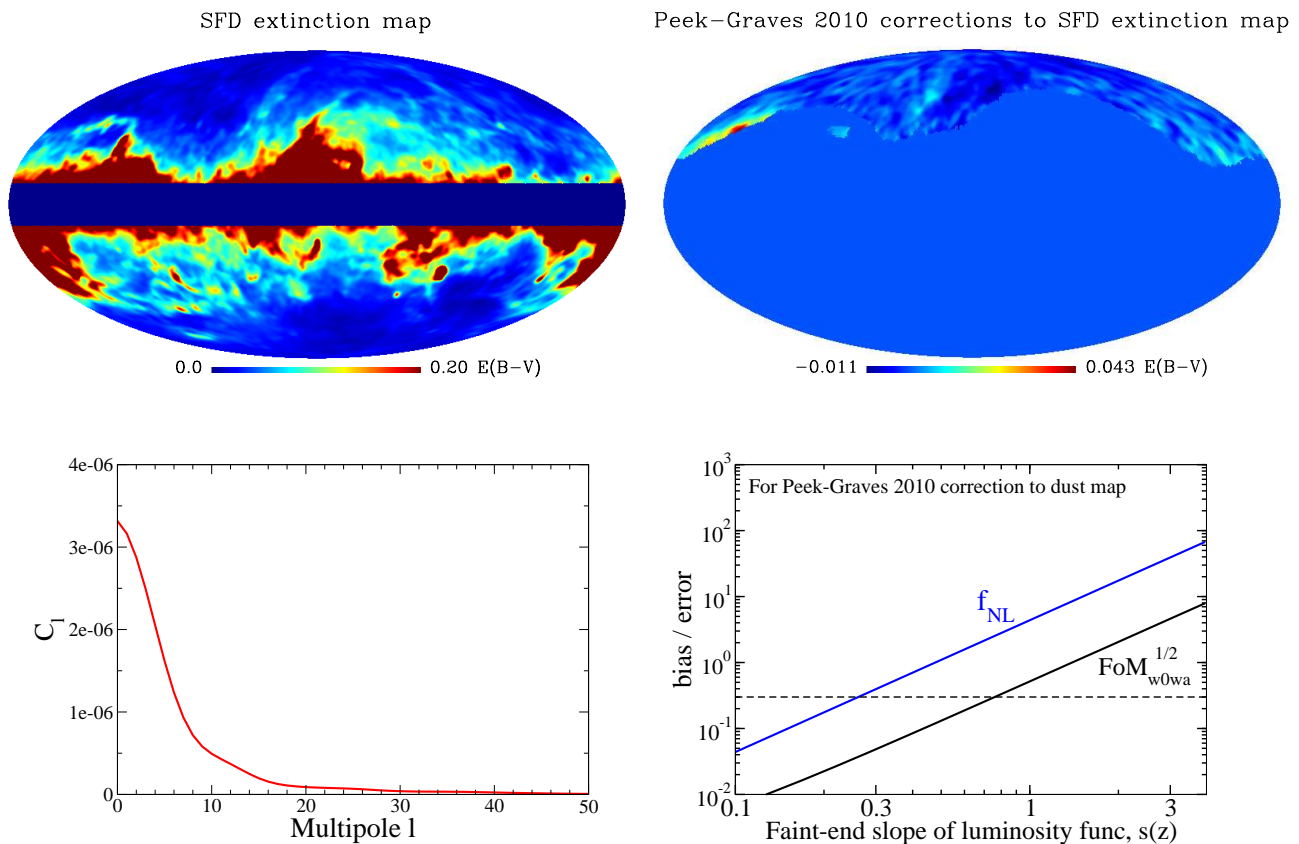 SFD extinction map
Peek-Graves 2010 corrections to SFD extinction map
0.0 0.20 E(B-V)
-0.011 0.043 E(B-V)
4e-06
3e-06
2e-06
1e-06
0
C_l
0 10 20 30 40 50
Multipole l
10^3
10^2
10^1
10^0
10^-1
10^-2
bias / error
For Peek-Graves 2010 correction to dust map
f_NL
FoM_w0wa^1/2
0.1 0.3 1 3
Faint-end slope of luminosity func, s(z)